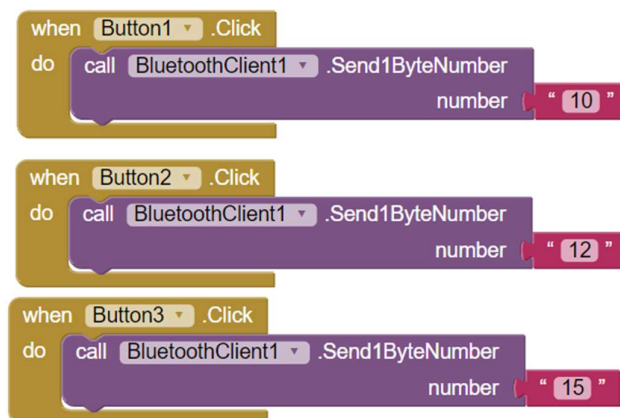 when Button1 .Click
do call BluetoothClient1 .Send1ByteNumber
number " 10 "
when Button2 .Click
do call BluetoothClient1 .Send1ByteNumber
number " 12 "
when Button3 .Click
do call BluetoothClient1 .Send1ByteNumber
number " 15 "